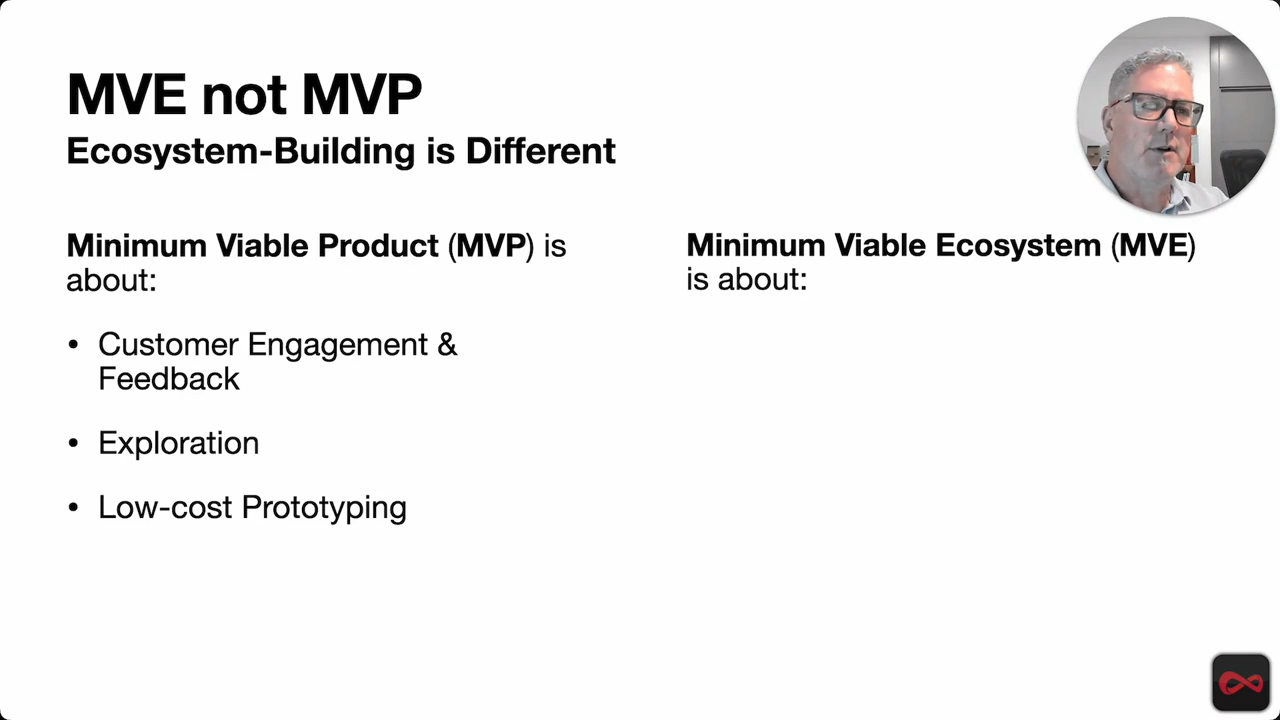 MVE not MVP
Ecosystem-Building is Different
Minimum Viable Product (MVP) is
about:
• Customer Engagement &
Feedback
• Exploration
• Low-cost Prototyping
Minimum Viable Ecosystem (MVE)
is about: